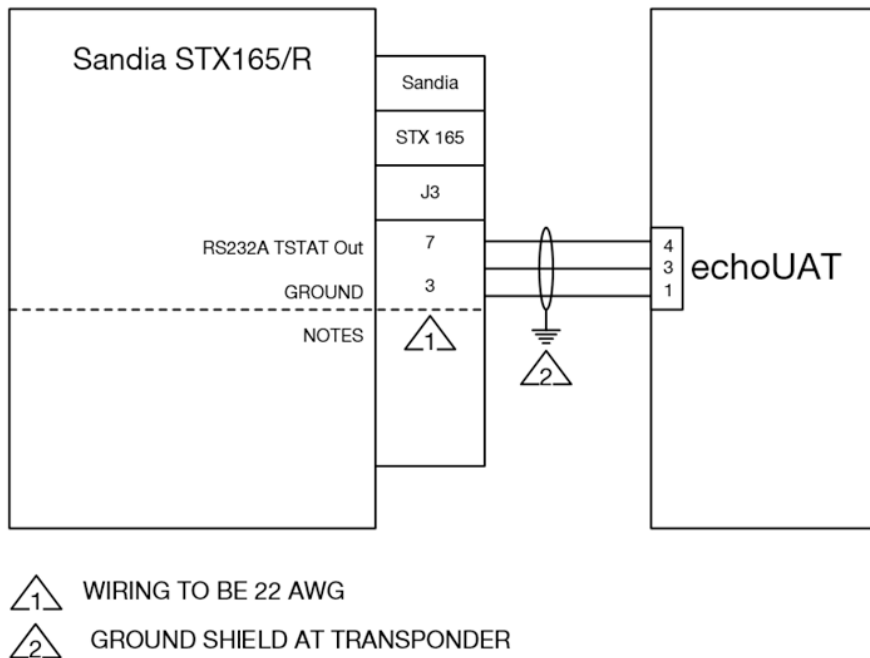 Sandia STX165/R
Sandia
STX 165
J3
RS232A TSTAT Out
7
4
3
echoUAT
GROUND
3
1
NOTES
1
2
1 WIRING TO BE 22 AWG
2 GROUND SHIELD AT TRANSPONDER